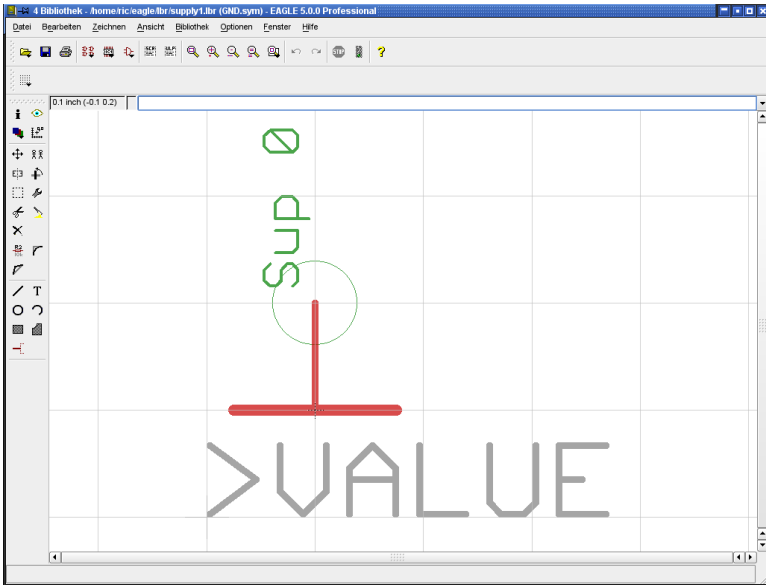 4 Bibliothek - /home/ric/eagle/lbr/supply1.lbr (GND.sym) - EAGLE 5.0.0 Professional
Datei Bearbeiten Zeichnen Ansicht Bibliothek Optionen Fenster Hilfe
0.1 inch (-0.1 0.2)
Sup 0
>VALUE